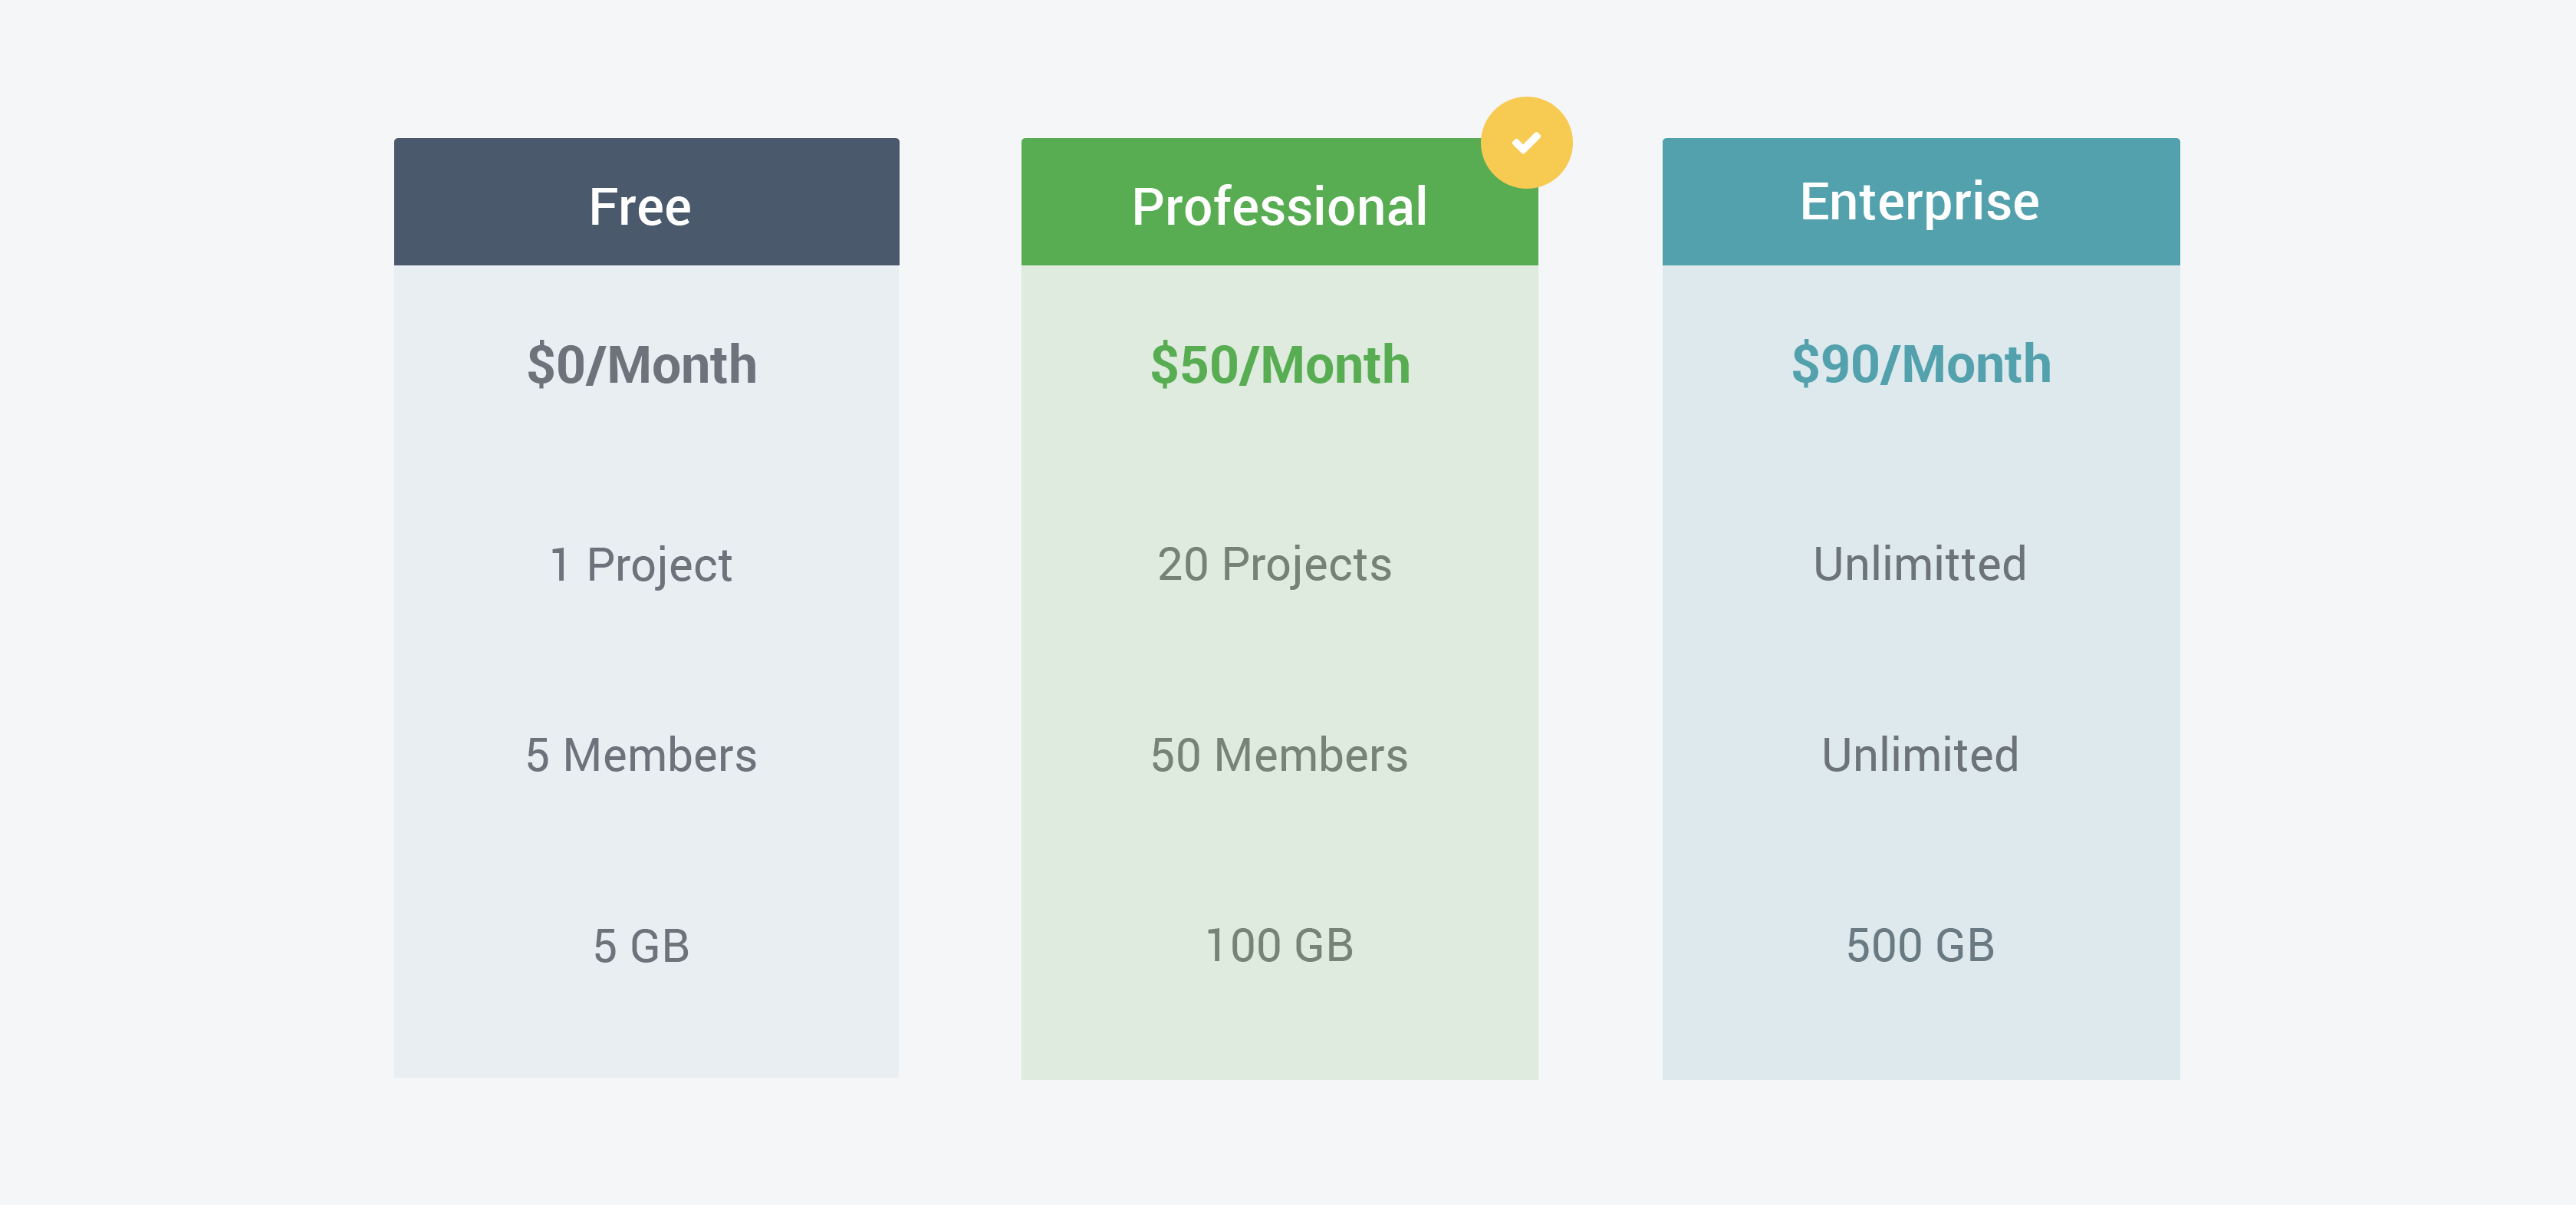 Free
$0/Month
1 Project
5 Members
5 GB
Professional
$50/Month
20 Projects
50 Members
100 GB
Enterprise
$90/Month
Unlimitted
Unlimited
500 GB